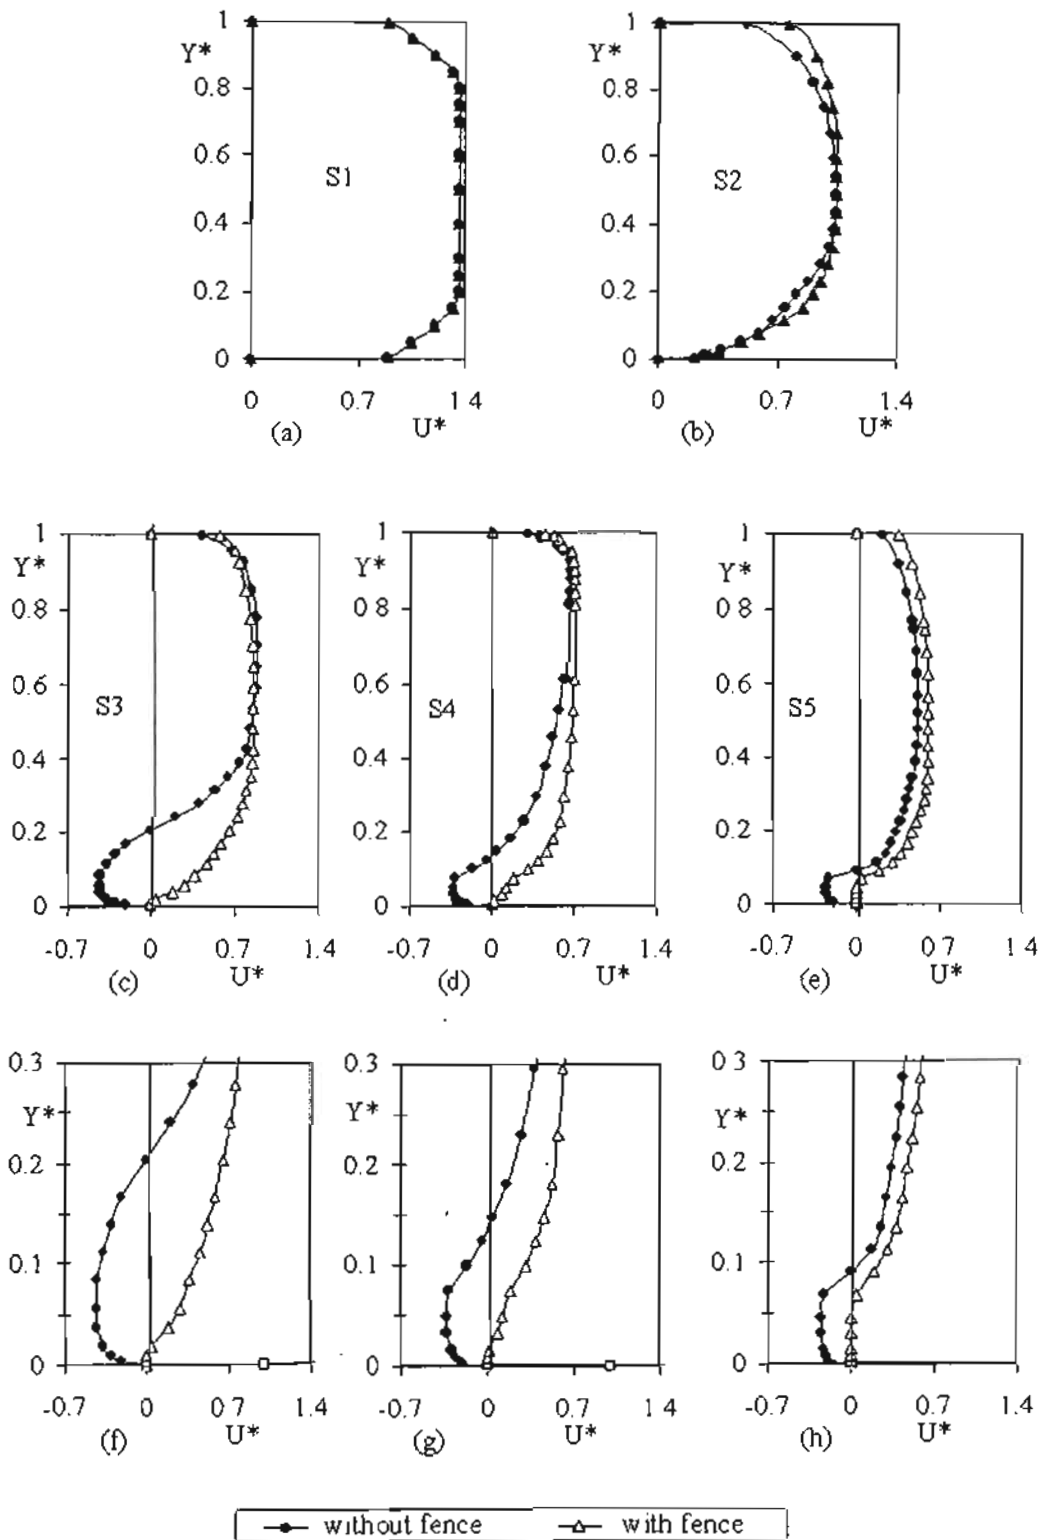 1
Y*
0.8
0.6
0.4
0.2
0
S1
0 0.7 1.4
(a) U*
1
Y*
0.8
0.6
0.4
0.2
0
S2
0 0.7 1.4
(b) U*
1
Y*
0 8
0.6
0.4
0.2
0
S3
-0.7 0 0.7 1.4
(c) U*
1
Y*
0 8
0.6
0.4
0 2
0
S4
-0.7 0 0.7 1.4
(d) U*
1
Y*
0.8
0.6
0.4
0.2
0
S5
-0.7 0 0.7 1.4
(e) U*
0.3
Y*
0.2
0.1
0
-0.7 0 0.7 1.4
(f) U*
0.3
Y*
0.2
0.1
0
-0.7 0 0.7 1.4
(g) U*
0.3
Y*
0.2
0.1
0
-0.7 0 0.7 1.4
(h) U*
without fence with fence